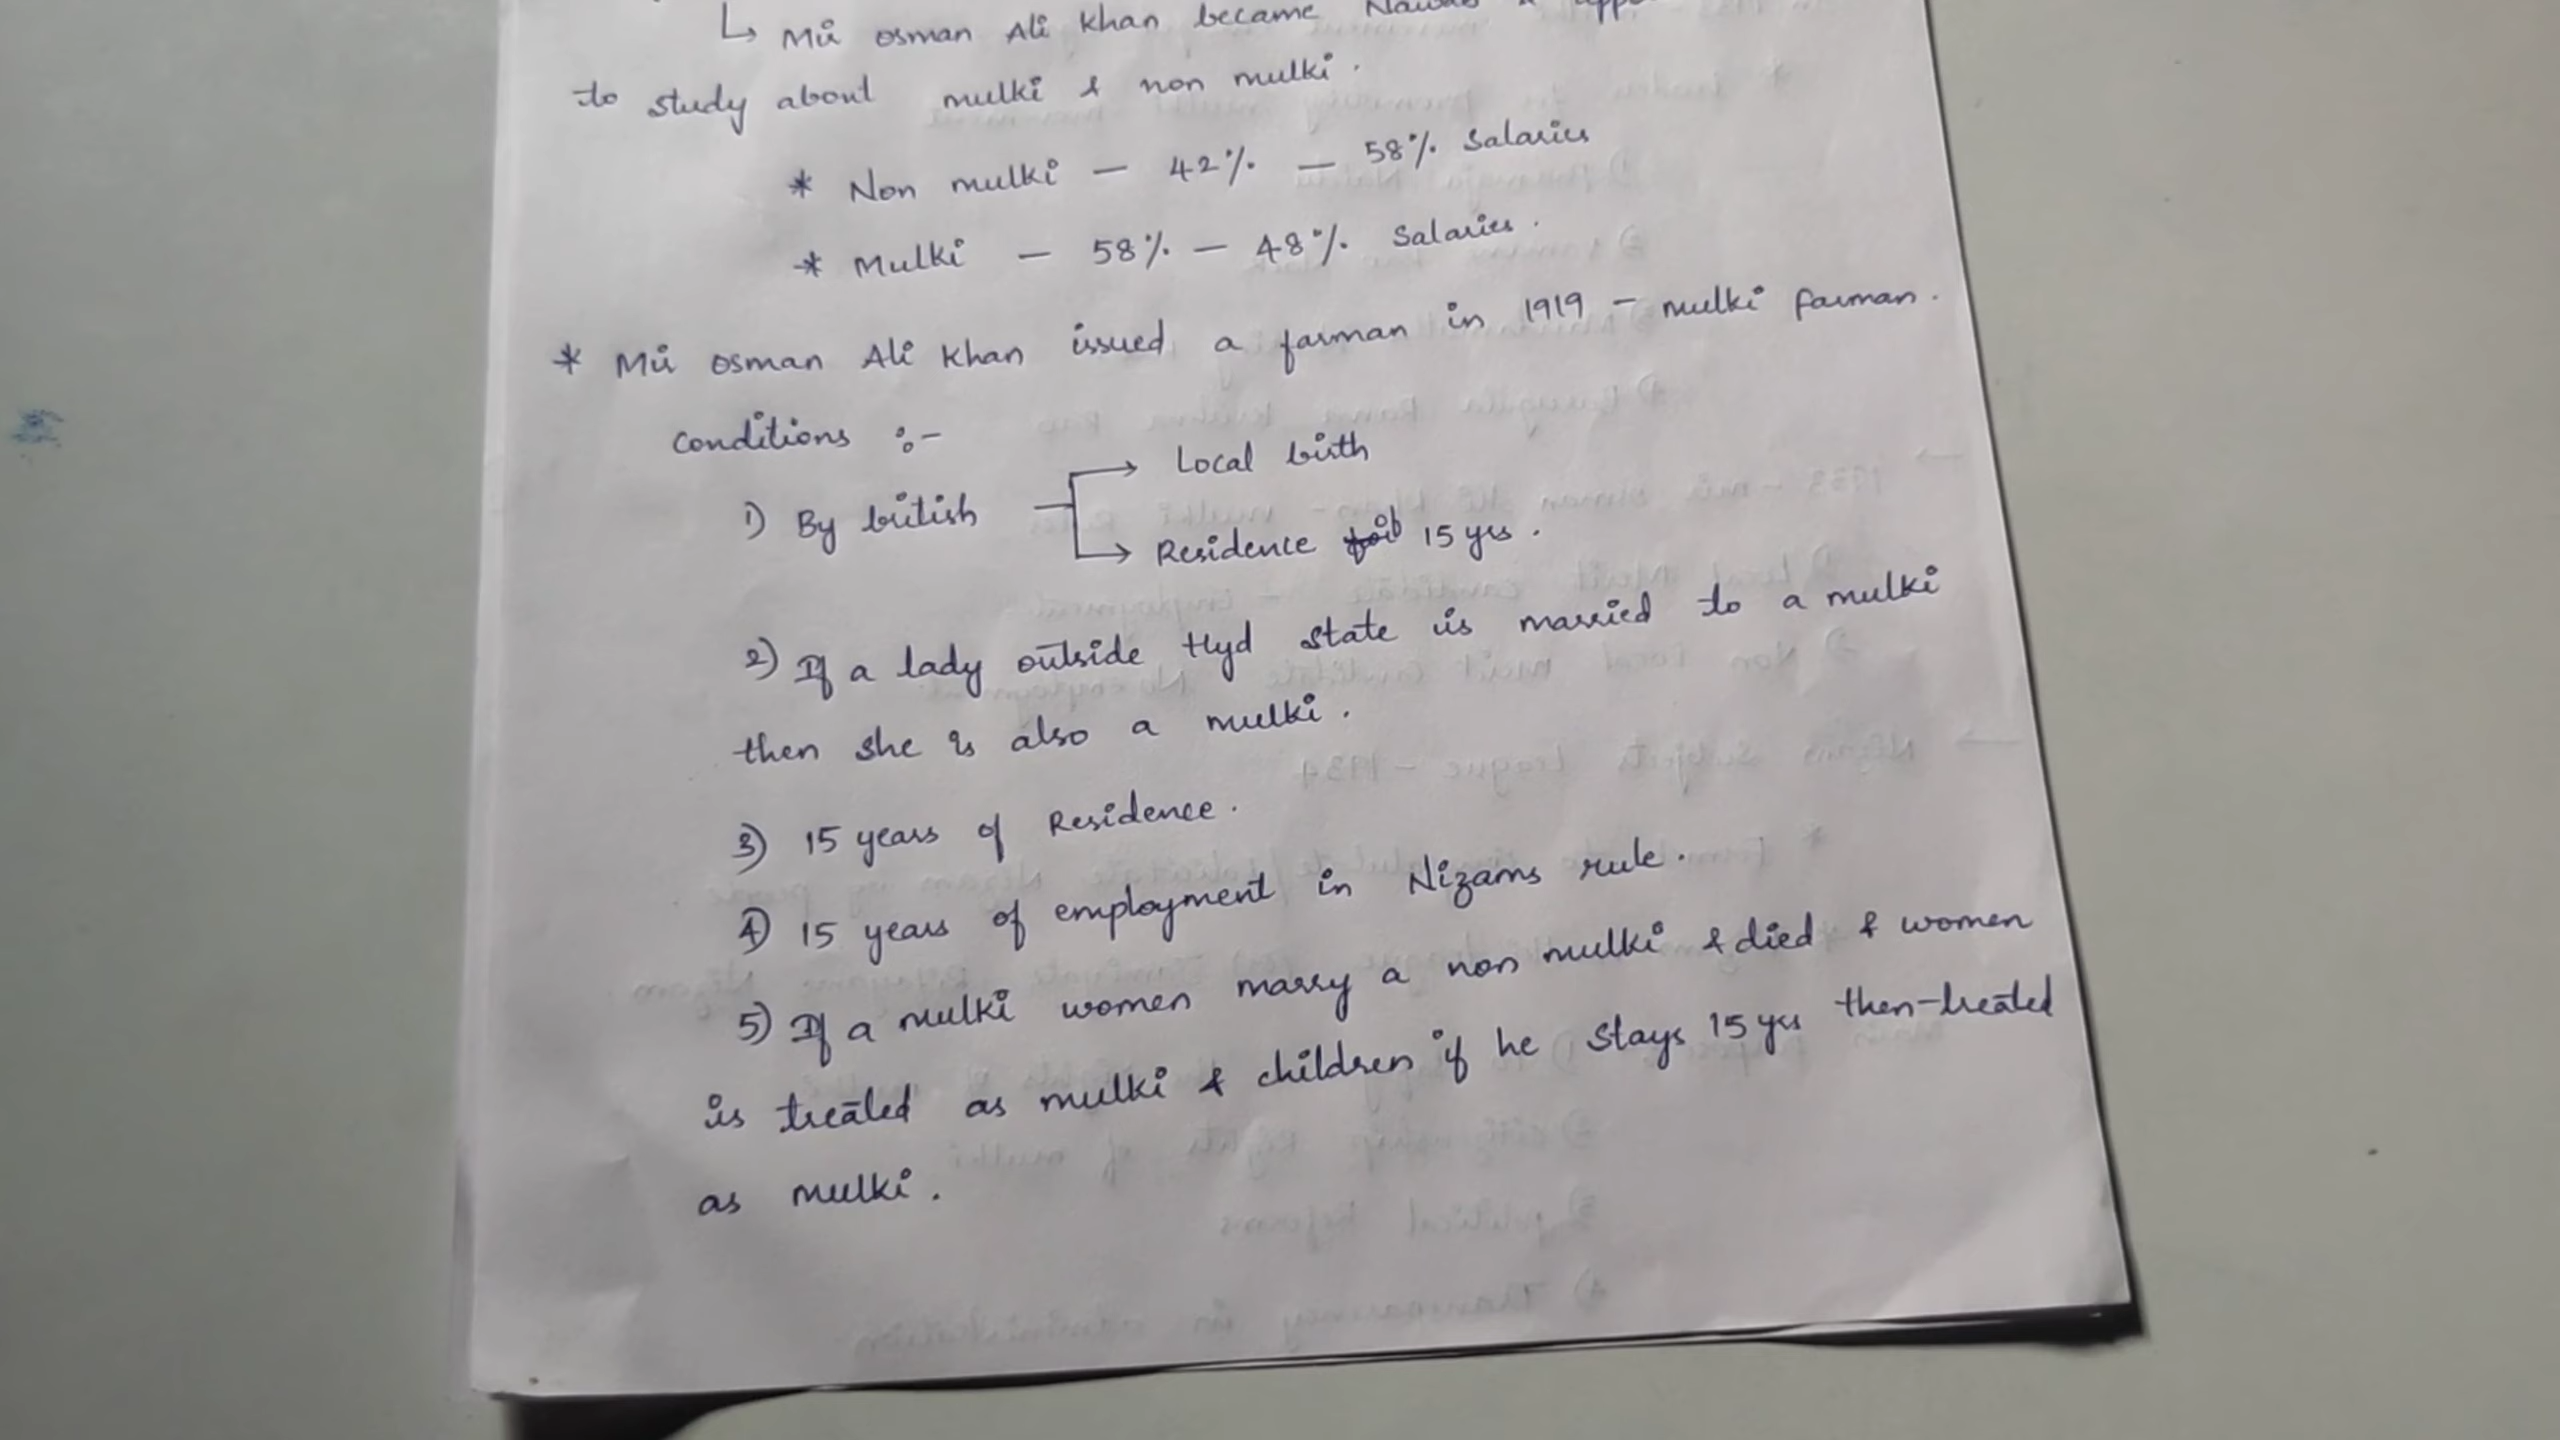 ↳ Mir osman Ali khan became Nawab &
to study about mulki & non mulki.
* Non mulki – 42% – 58% Salaries
* Mulki – 58% – 48% Salaries.
* Mir osman Ali khan issued a farman in 1919 – mulki farman.
conditions :-
1) By british → Local birth
→ Residence of 15 yrs.
2) If a lady outside Hyd state is married to a mulki
then she is also a mulki.
3) 15 years of Residence.
4) 15 years of employment in Nizams rule.
5) If a mulki women marry a non mulki & died & women
is treated as mulki & children if he stays 15 yrs then-treated
as mulki.